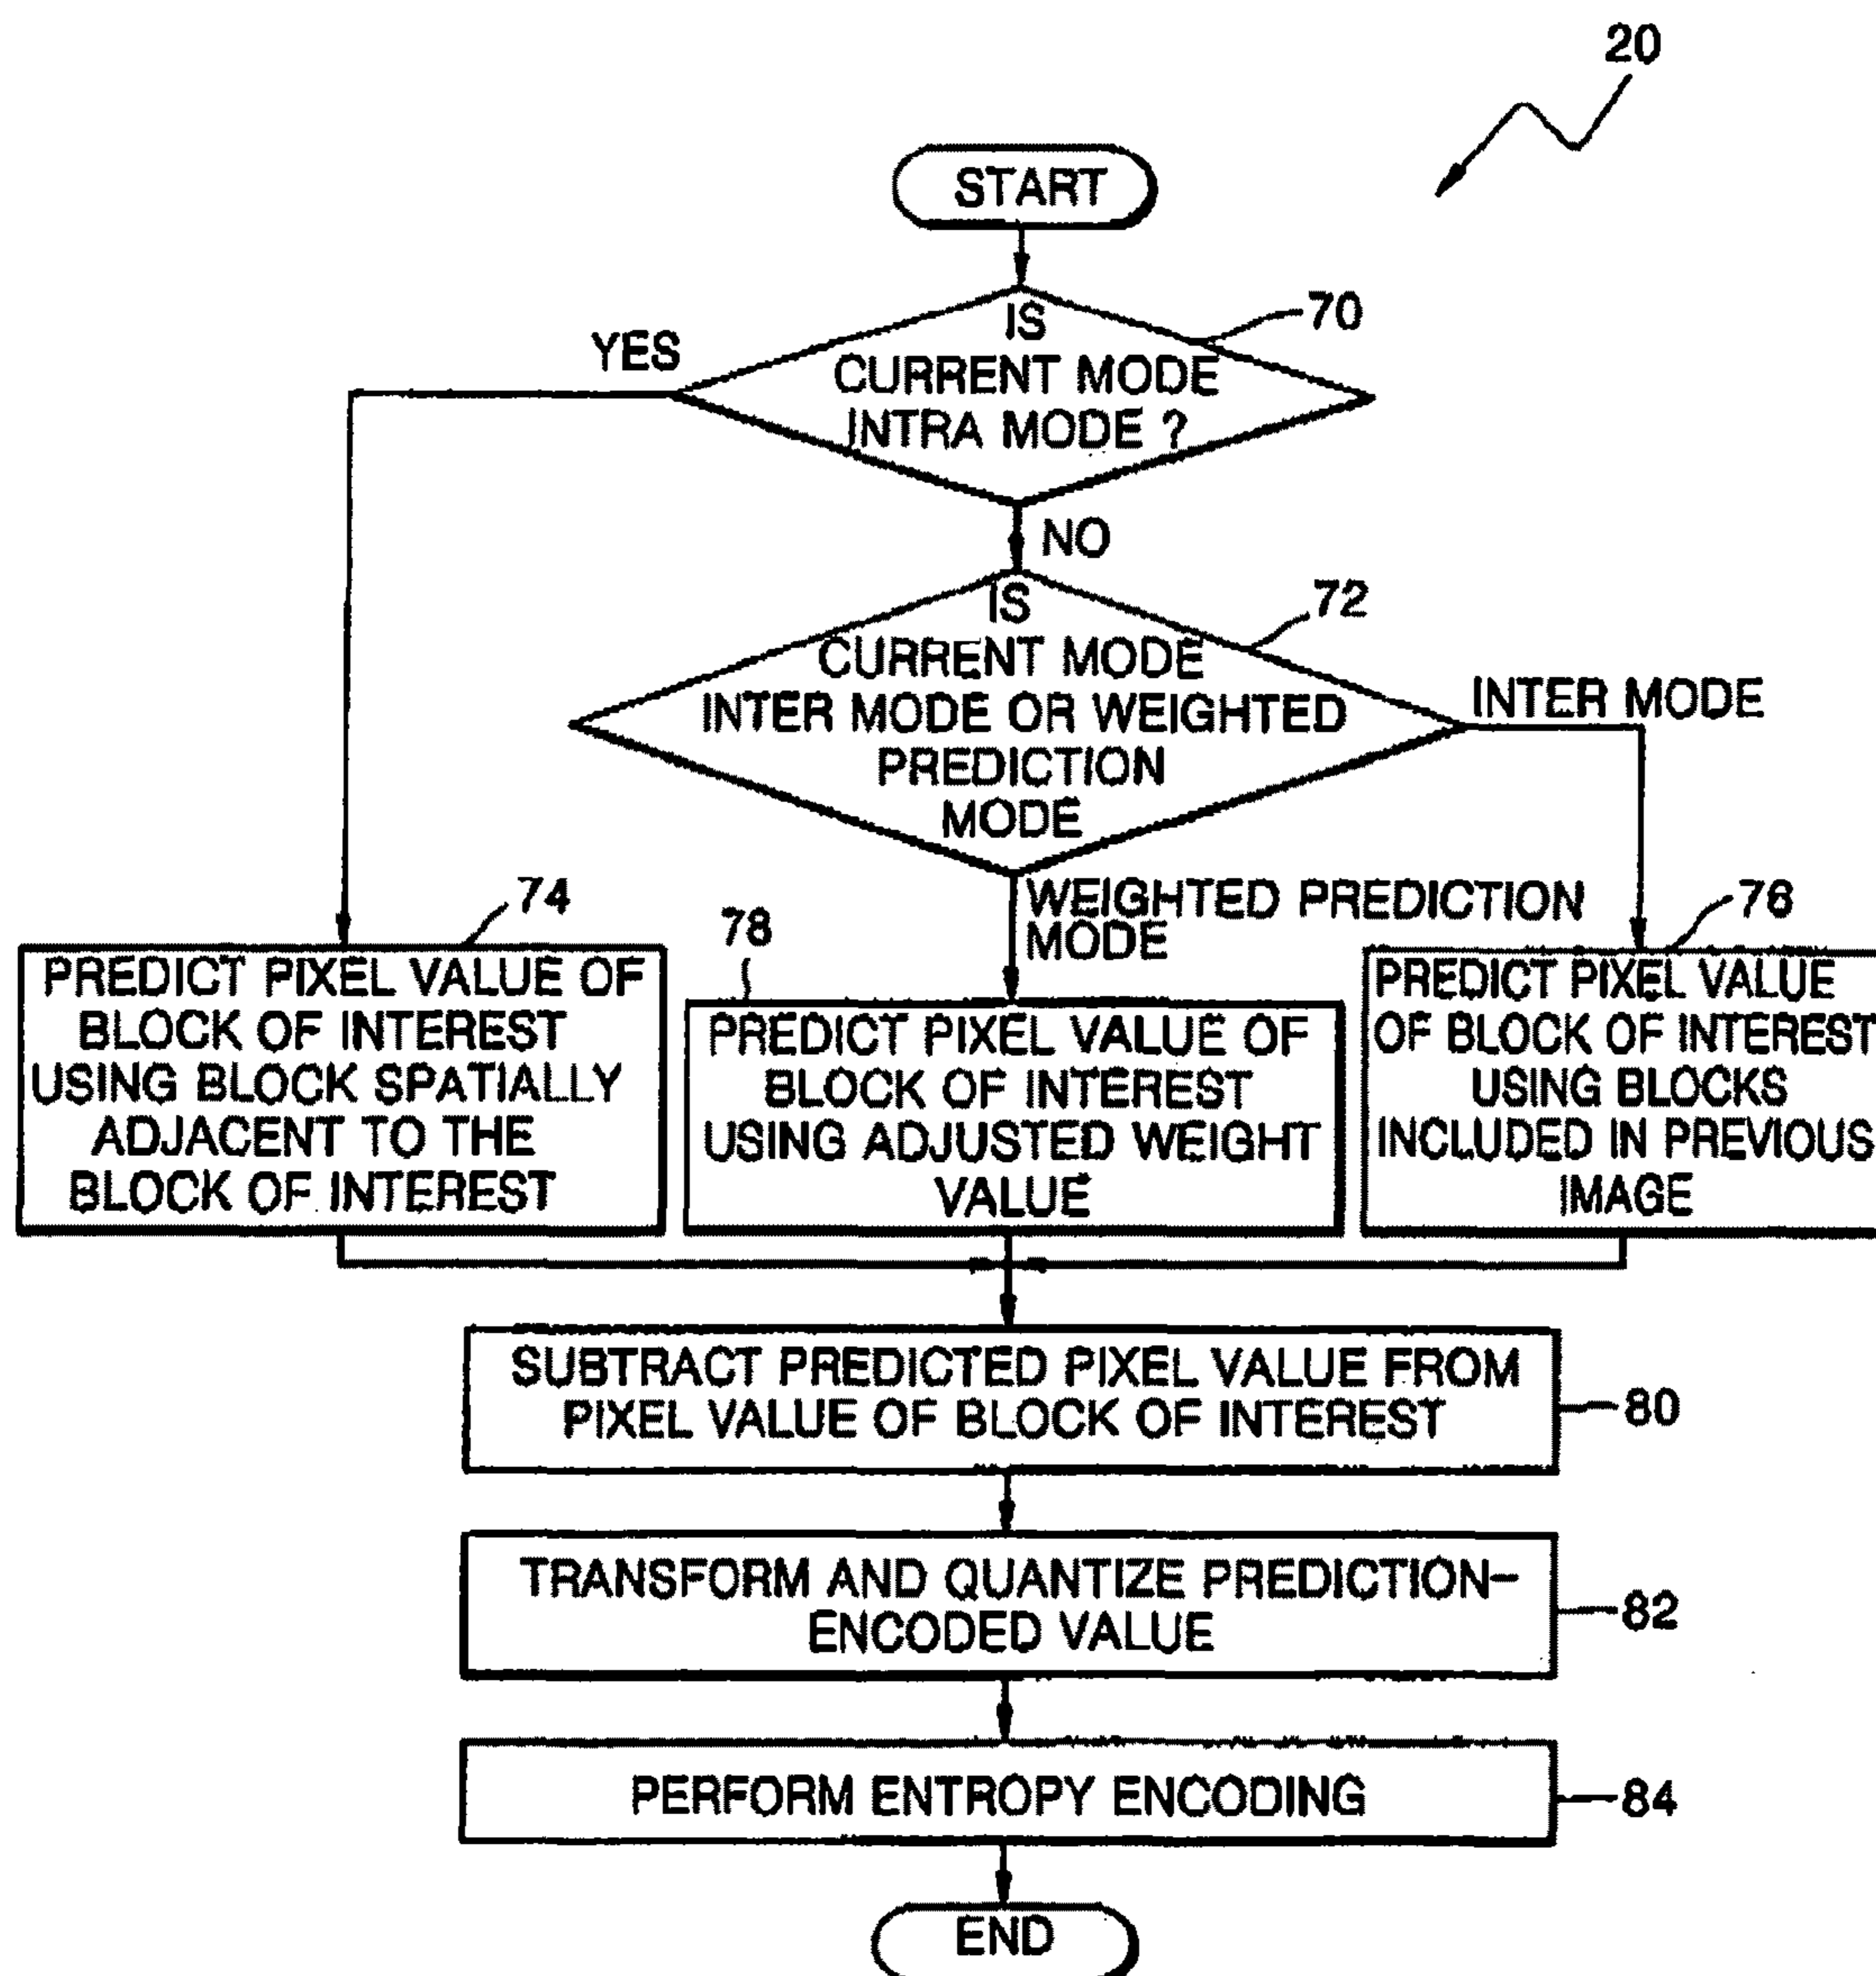 20
START
IS
CURRENT MODE
INTRA MODE ?
70
YES
NO
IS
CURRENT MODE
INTER MODE OR WEIGHTED
PREDICTION
MODE
72
INTER MODE
WEIGHTED PREDICTION
MODE
74
PREDICT PIXEL VALUE OF
BLOCK OF INTEREST
USING BLOCK SPATIALLY
ADJACENT TO THE
BLOCK OF INTEREST
78
PREDICT PIXEL VALUE OF
BLOCK OF INTEREST
USING ADJUSTED WEIGHT
VALUE
76
PREDICT PIXEL VALUE
OF BLOCK OF INTEREST
USING BLOCKS
INCLUDED IN PREVIOUS
IMAGE
SUBTRACT PREDICTED PIXEL VALUE FROM
PIXEL VALUE OF BLOCK OF INTEREST
80
TRANSFORM AND QUANTIZE PREDICTION-
ENCODED VALUE
82
PERFORM ENTROPY ENCODING
84
END